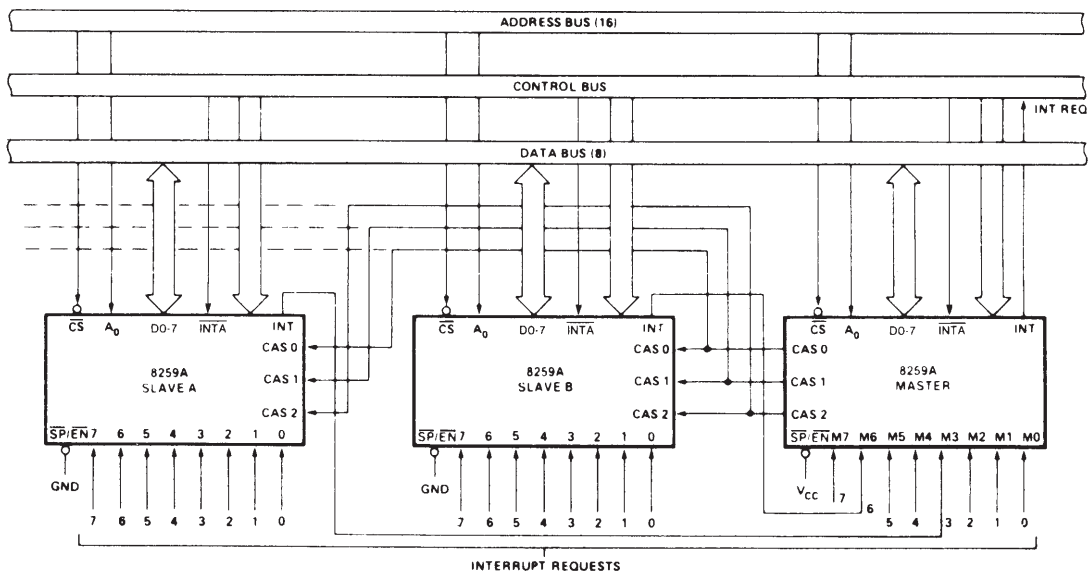 ADDRESS BUS (16)
CONTROL BUS
INT REQ
DATA BUS (8)
CS A0 D0-7 INTA INT
CAS 0
8259A
SLAVE A
CAS 1
CAS 2
SP/EN 7 6 5 4 3 2 1 0
GND
7 6 5 4 3 2 1 0
CS A0 D0-7 INTA INT
CAS 0
8259A
SLAVE B
CAS 1
CAS 2
SP/EN 7 6 5 4 3 2 1 0
GND
7 6 5 4 3 2 1 0
CS A0 D0-7 INTA INT
CAS 0
8259A
MASTER
CAS 1
CAS 2
SP/EN M7 M6 M5 M4 M3 M2 M1 M0
VCC
7 6 5 4 3 2 1 0
INTERRUPT REQUESTS